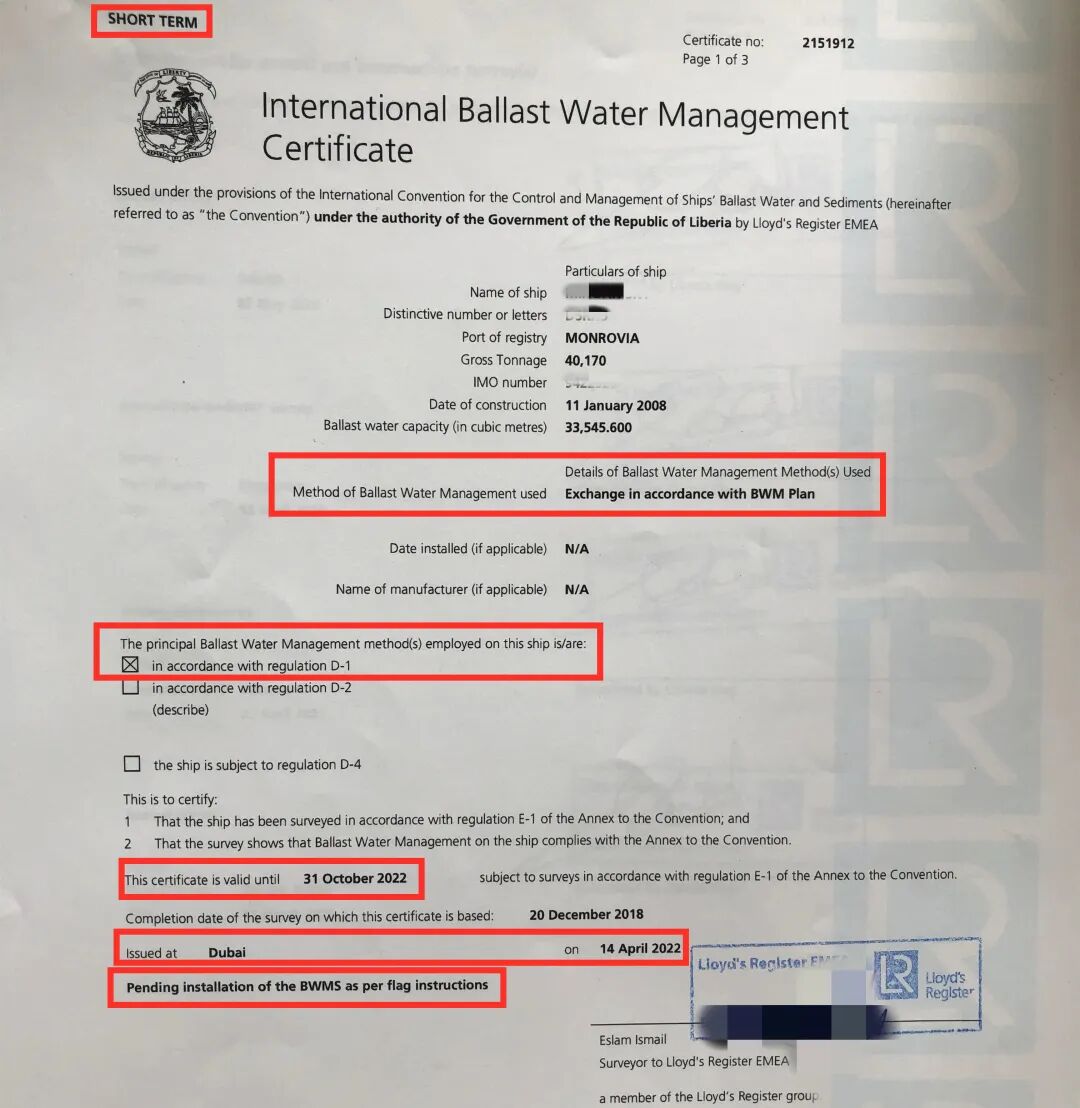 SHORT TERM
Certificate no: 2151912
Page 1 of 3
International Ballast Water Management
Certificate
Issued under the provisions of the International Convention for the Control and Management of Ships' Ballast Water and Sediments (hereinafter
referred to as "the Convention") under the authority of the Government of the Republic of Liberia by Lloyd's Register EMEA
Particulars of ship
Name of ship
Distinctive number or letters
Port of registry MONROVIA
Gross Tonnage 40,170
IMO number
Date of construction 11 January 2008
Ballast water capacity (in cubic metres) 33,545.600
Details of Ballast Water Management Method(s) Used
Method of Ballast Water Management used Exchange in accordance with BWM Plan
Date installed (if applicable) N/A
Name of manufacturer (if applicable) N/A
The principal Ballast Water Management method(s) employed on this ship is/are:
☒ in accordance with regulation D-1
☐ in accordance with regulation D-2
(describe)
☐ the ship is subject to regulation D-4
This is to certify:
1 That the ship has been surveyed in accordance with regulation E-1 of the Annex to the Convention; and
2 That the survey shows that Ballast Water Management on the ship complies with the Annex to the Convention.
This certificate is valid until 31 October 2022 subject to surveys in accordance with regulation E-1 of the Annex to the Convention.
Completion date of the survey on which this certificate is based: 20 December 2018
Issued at Dubai on 14 April 2022
Pending installation of the BWMS as per flag instructions
Lloyd's Register EMEA
LR
Lloyd's
Register
Eslam Ismail
Surveyor to Lloyd's Register EMEA
a member of the Lloyd's Register group